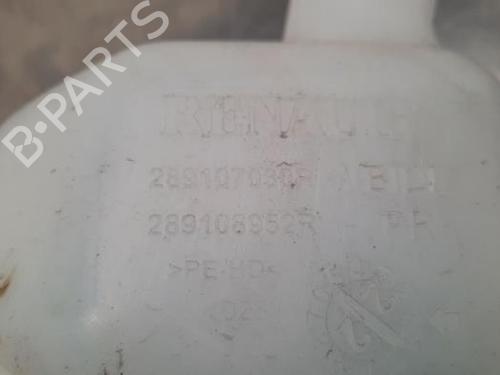 B-PARTS
RENAULT
289107030R
289106952R
>PE-HD<